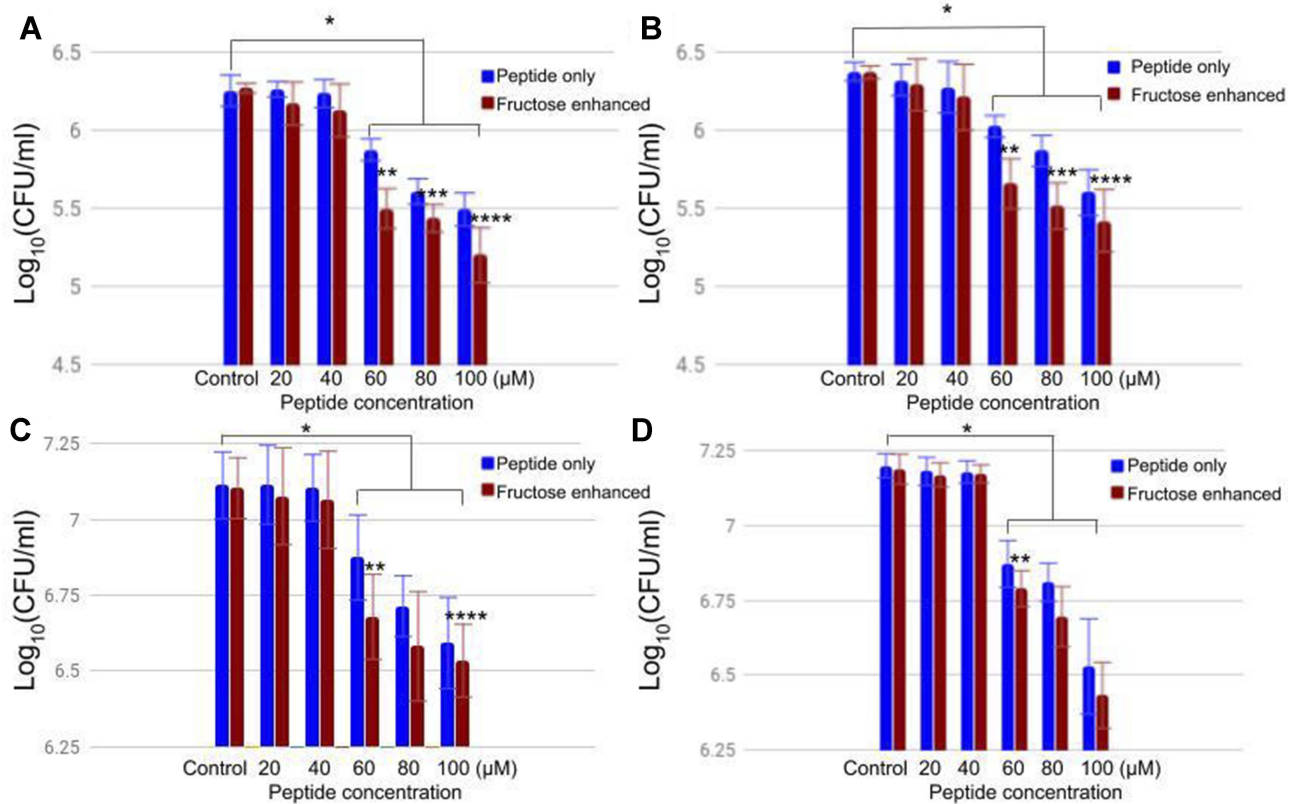 A
*
6.5
6
5.5
5
4.5
Log10(CFU/ml)
Peptide only
Fructose enhanced
**
***
****
Control 20 40 60 80 100 (µM)
Peptide concentration
B
*
6.5
6
5.5
5
4.5
Log10(CFU/ml)
Peptide only
Fructose enhanced
**
***
****
Control 20 40 60 80 100 (µM)
Peptide concentration
C
*
7.25
7
6.75
6.5
6.25
Log10(CFU/ml)
Peptide only
Fructose enhanced
**
****
Control 20 40 60 80 100 (µM)
Peptide concentration
D
*
7.25
7
6.75
6.5
6.25
Log10(CFU/ml)
Peptide only
Fructose enhanced
**
Control 20 40 60 80 100 (µM)
Peptide concentration